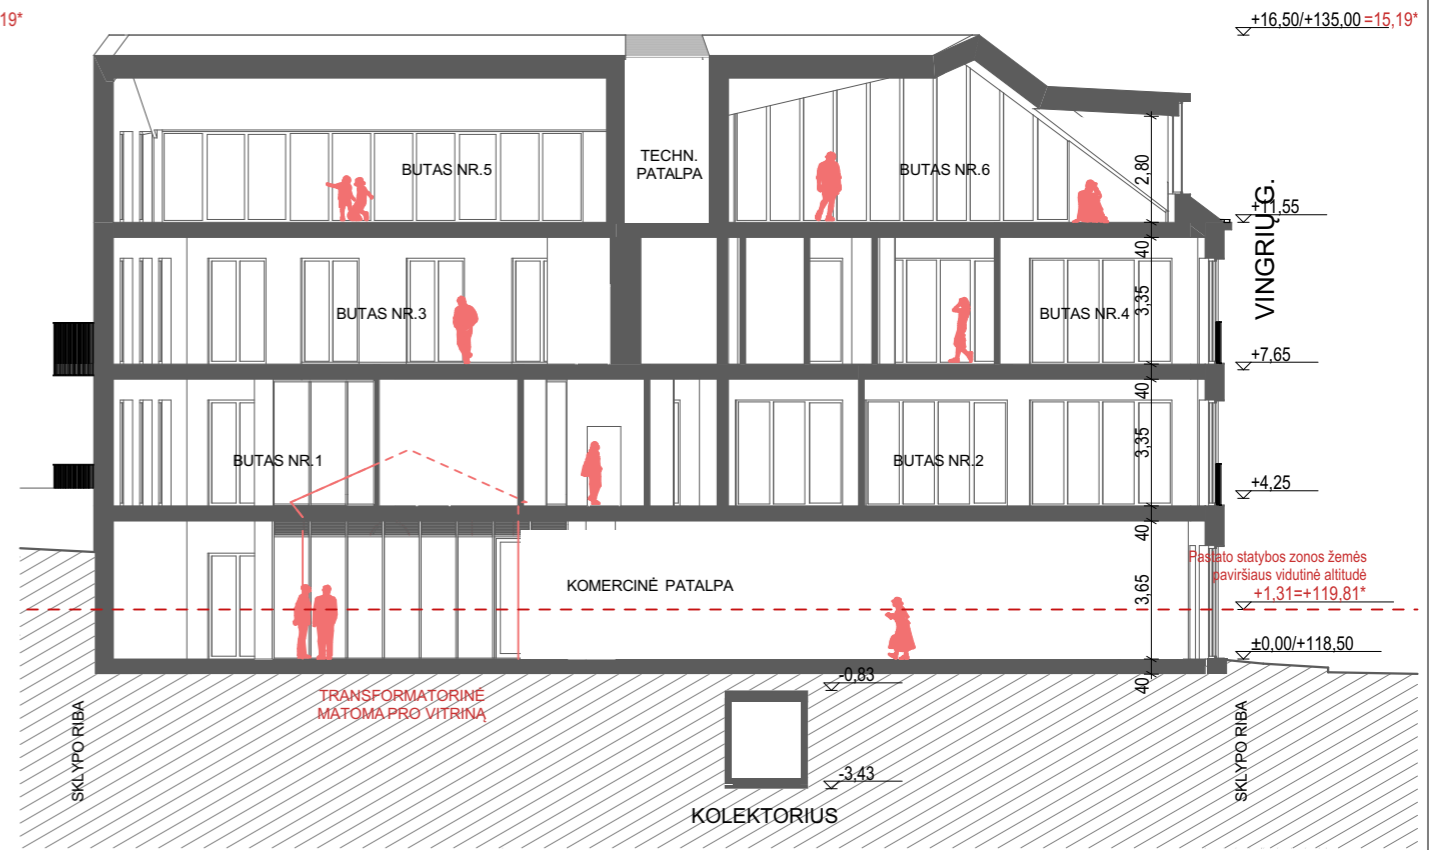 19*
+16,50/+135,00 =15,19*
BUTAS NR.5
TECHN.
PATALPA
BUTAS NR.6
2,80
+11,55
VINGRIŲ G.
40
BUTAS NR.3
3,35
BUTAS NR.4
+7,65
40
BUTAS NR.1
3,35
BUTAS NR.2
+4,25
40
KOMERCINĖ PATALPA
3,65
Pastato statybos zonos žemės
paviršiaus vidutinė altitudė
+1,31=+119,81*
±0,00/+118,50
40
-0,83
TRANSFORMATORINĖ
MATOMA PRO VITRINĄ
SKLYPO RIBA
SKLYPO RIBA
-3,43
KOLEKTORIUS